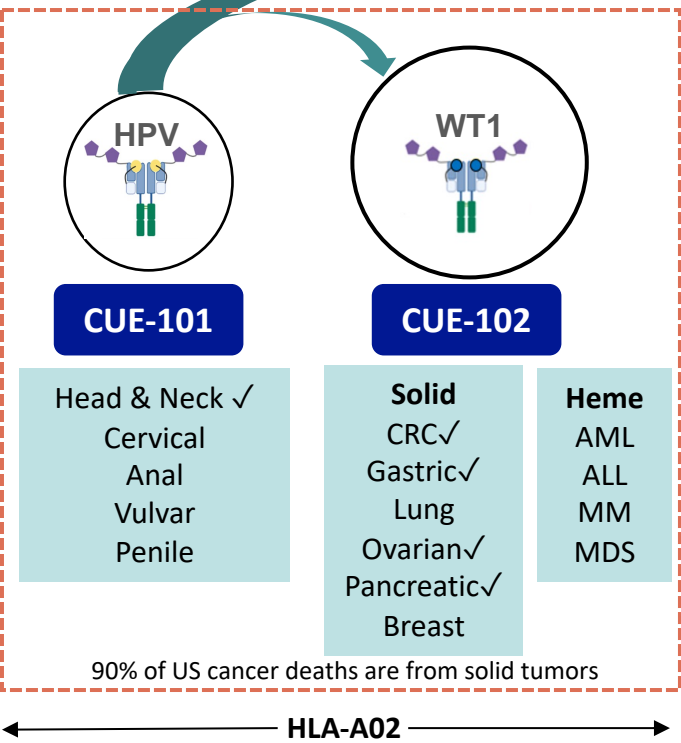 HPV
WT1
CUE-101
CUE-102
Head & Neck ✓
Cervical
Anal
Vulvar
Penile
Solid
CRC✓
Gastric✓
Lung
Ovarian✓
Pancreatic✓
Breast
Heme
AML
ALL
MM
MDS
90% of US cancer deaths are from solid tumors
HLA-A02